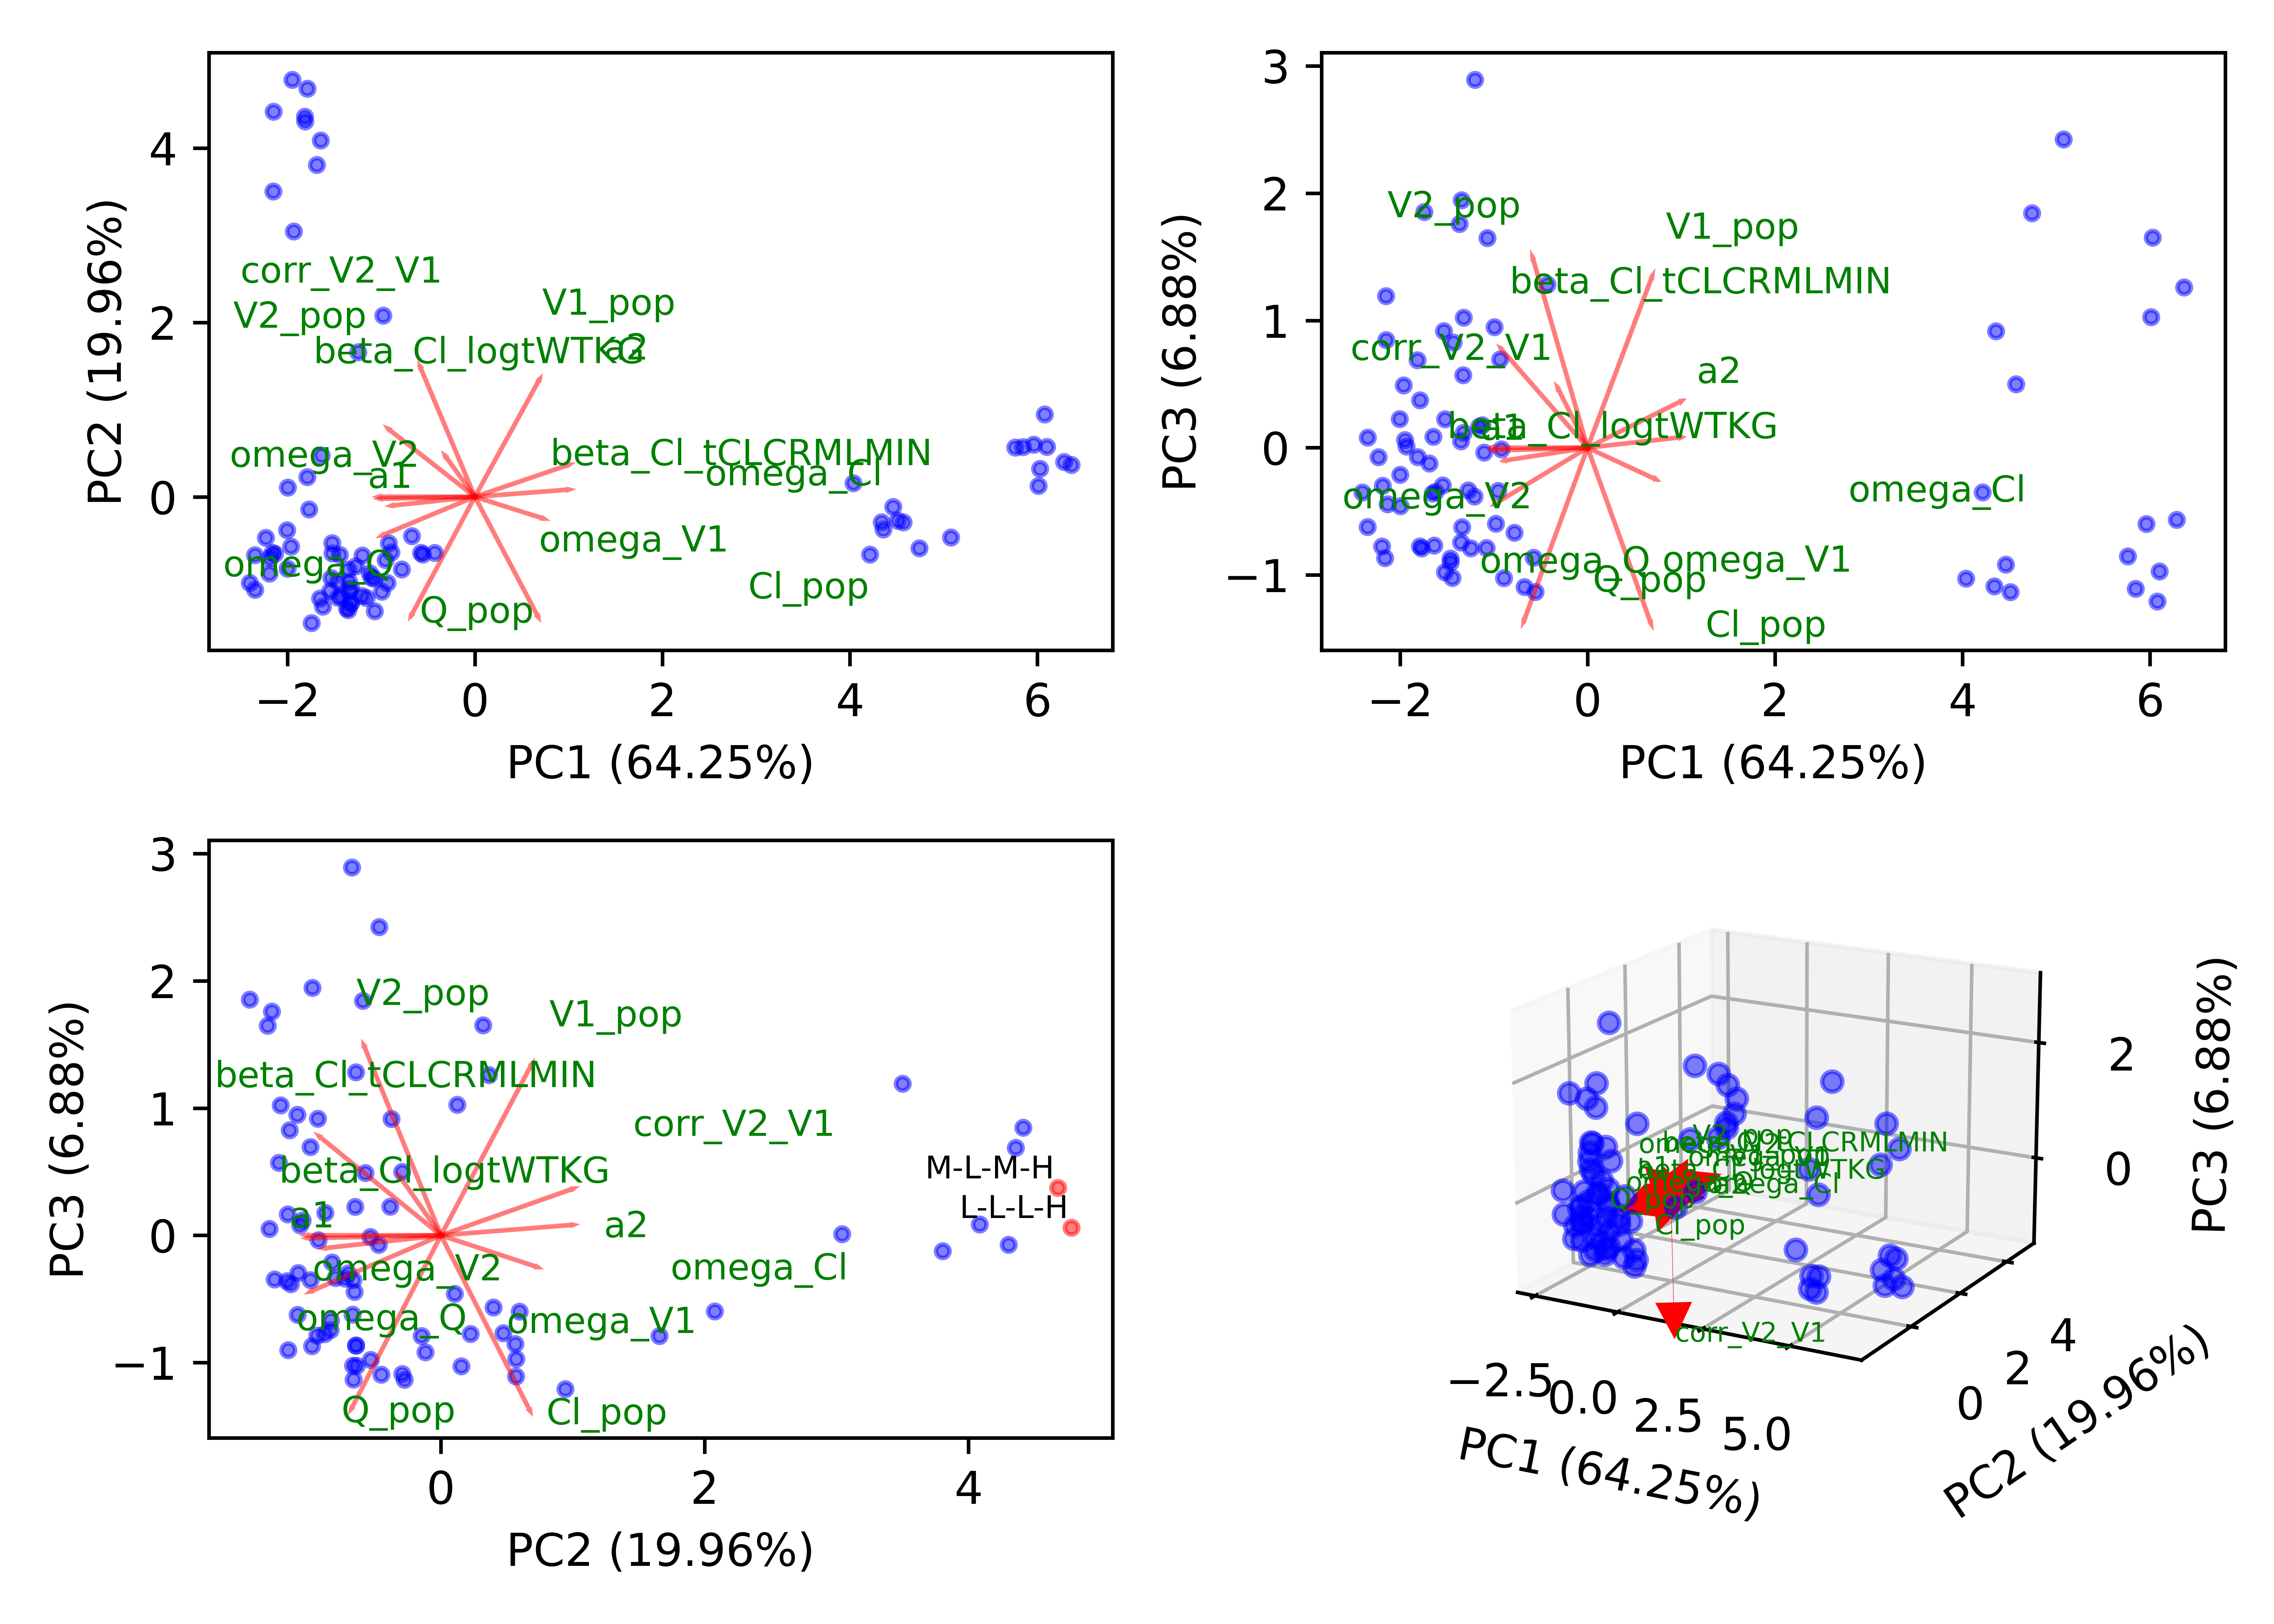 4
2
0
PC2 (19.96%)
corr_V2_V1
V2_pop
V1_pop
beta_Cl_logtWTKG
a2
omega_V2
a1
beta_Cl_tCLCRMLMIN
omega_Cl
omega_V1
omega_Q
Cl_pop
Q_pop
−2 0 2 4 6
PC1 (64.25%)
3
2
1
0
−1
PC3 (6.88%)
V2_pop
V1_pop
beta_Cl_tCLCRMLMIN
corr_V2_V1
a2
beta_Cl_logtWTKG
a1
omega_V2
omega_Cl
omega_Q
omega_V1
Q_pop
Cl_pop
−2 0 2 4 6
PC1 (64.25%)
3
2
1
0
−1
PC3 (6.88%)
V2_pop
V1_pop
beta_Cl_tCLCRMLMIN
corr_V2_V1
beta_Cl_logtWTKG
M-L-M-H
L-L-L-H
a1
a2
omega_V2
omega_Cl
omega_Q
omega_V1
Q_pop
Cl_pop
0 2 4
PC2 (19.96%)
2
0
PC3 (6.88%)
Cl_pop
corr_V2_V1
−2.5 0.0 2.5 5.0
PC1 (64.25%)
0 2 4
PC2 (19.96%)